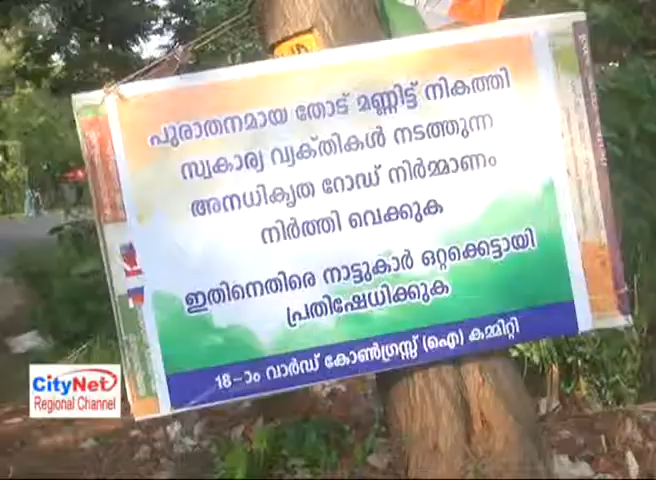 പുരാതനമായ തോട് മണ്ണിട്ട് നികത്തി
സ്വകാര്യ വ്യക്തികൾ നടത്തുന്ന
അനധികൃത റോഡ് നിർമ്മാണം
നിർത്തി വെക്കുക
ഇതിനെതിരെ നാട്ടുകാർ ഒറ്റക്കെട്ടായി
പ്രതിഷേധിക്കുക
18-ാം വാർഡ് കോൺഗ്രസ്സ് (ഐ) കമ്മിറ്റി
CityNet
Regional Channel